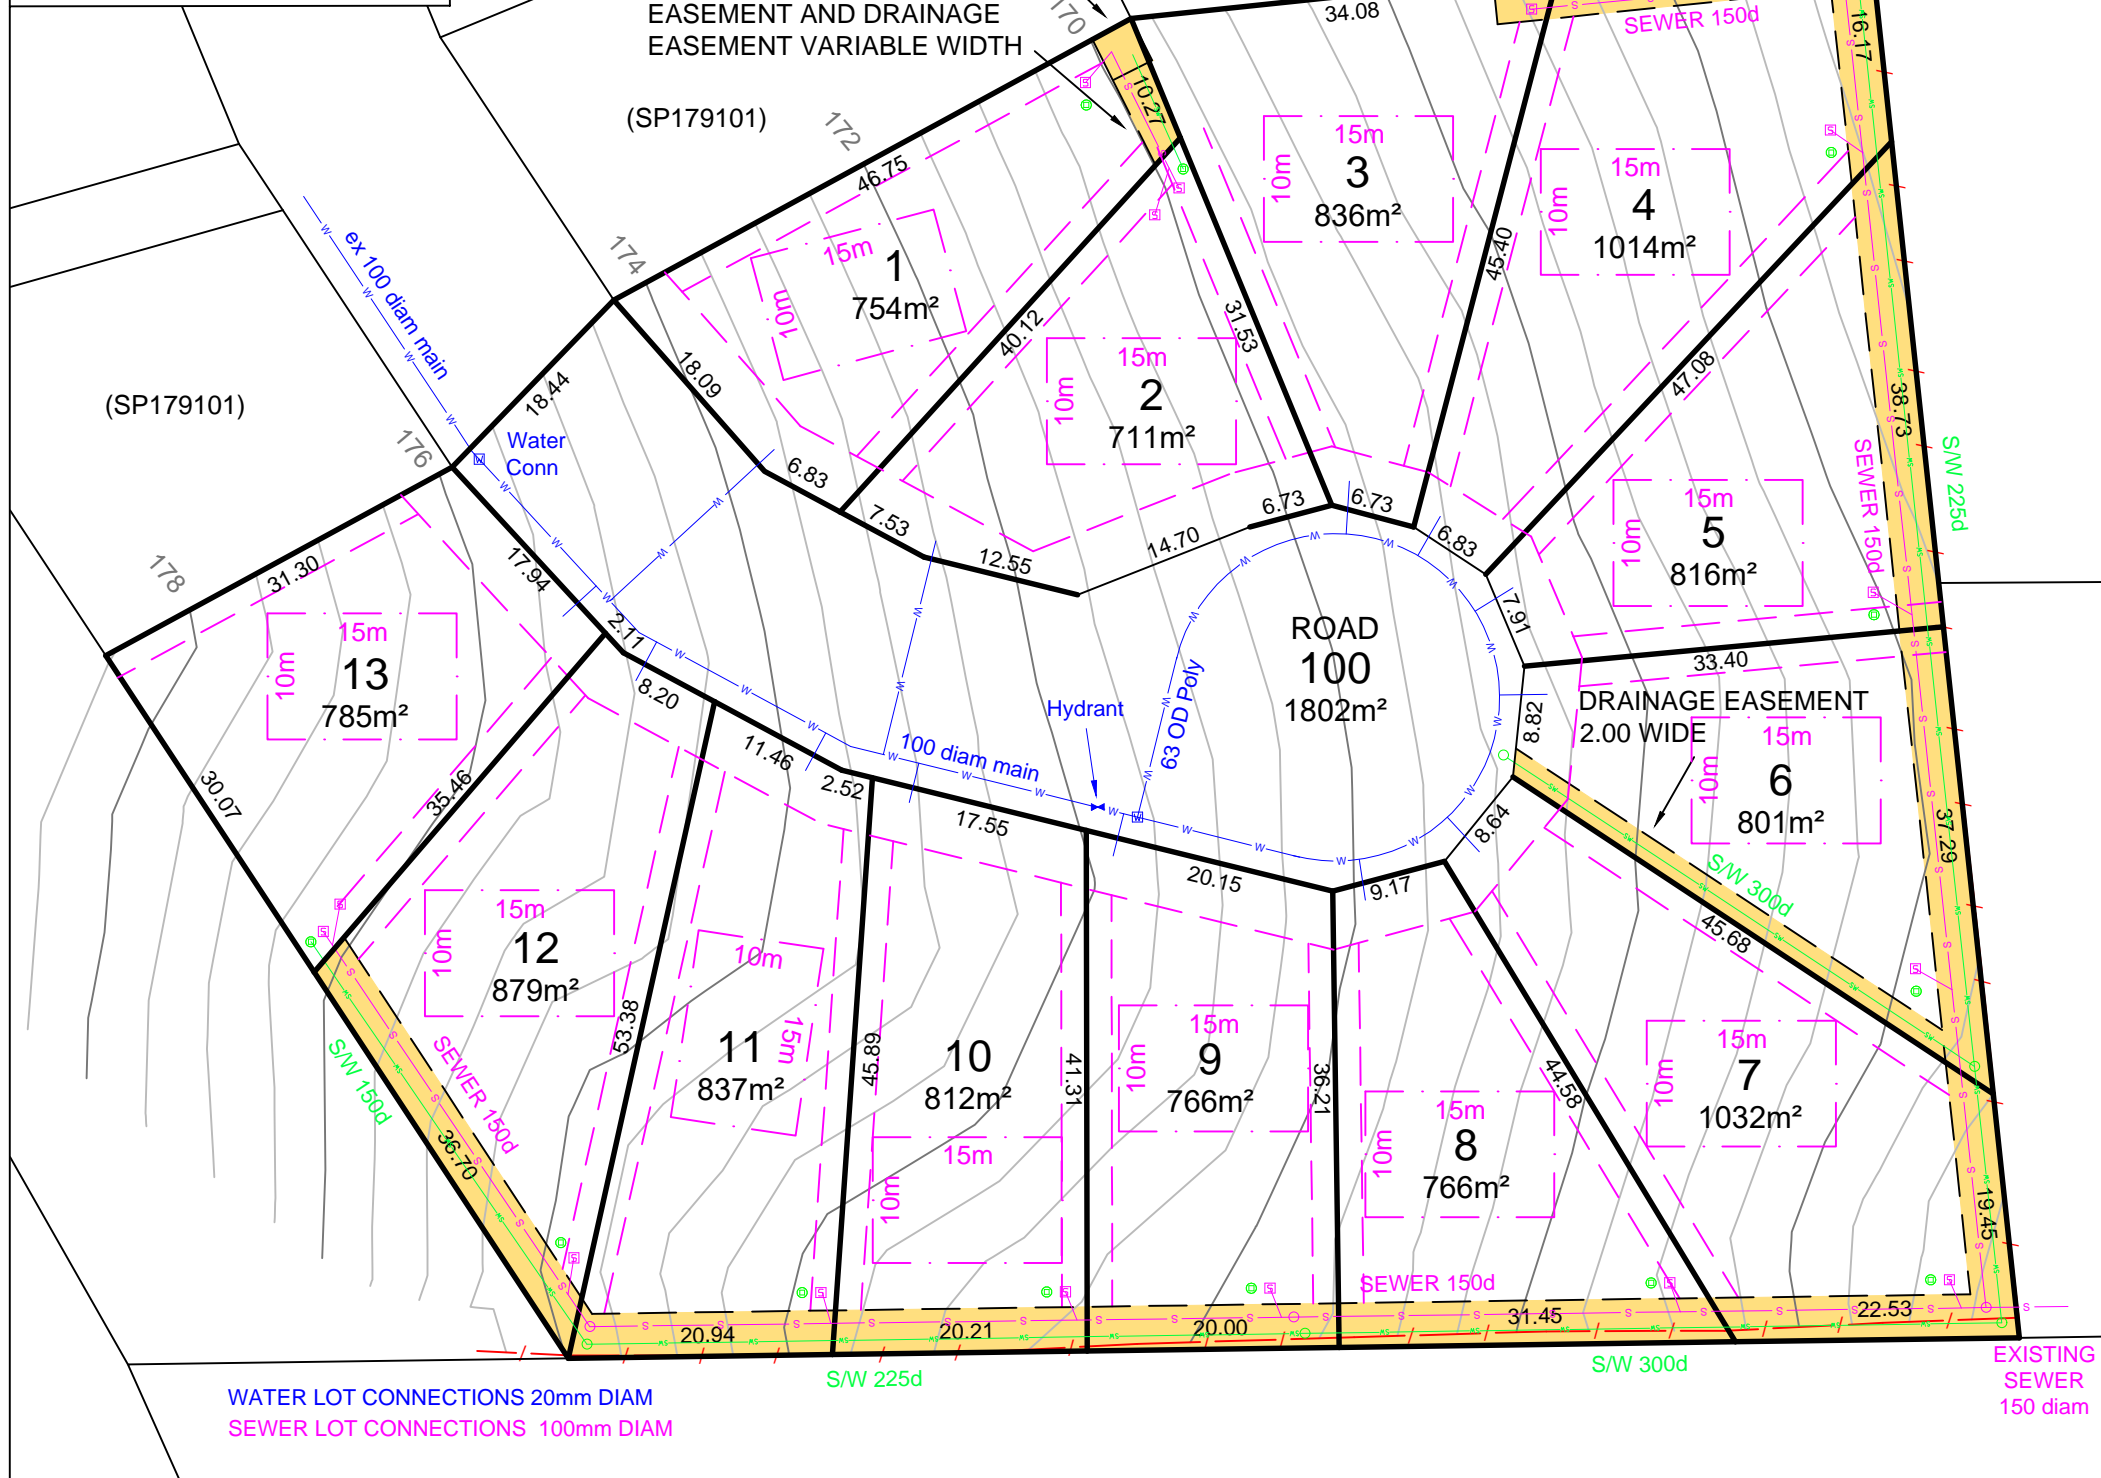 EASEMENT AND DRAINAGE
EASEMENT VARIABLE WIDTH
170
34.08
SEWER 150d
16.17
(SP179101)
172
46.75
10.27
15m
10m
3
836m²
15m
10m
4
1014m²
174
ex 100 diam main
15m
10m
1
754m²
45.40
31.53
40.12
18.09
18.44
15m
10m
2
711m²
47.08
38.73
(SP179101)
176
Water
Conn
6.83
7.53
6.73
6.73
6.83
SEWER 150d
S/W 225d
15m
10m
5
816m²
12.55
14.70
178
31.30
17.94
7.91
2.11
ROAD
100
1802m²
33.40
15m
10m
13
785m²
8.20
Hydrant
63 OD Poly
8.82
DRAINAGE EASEMENT
2.00 WIDE
15m
10m
6
801m²
11.46
2.52
100 diam main
17.55
8.64
37.29
30.07
35.46
20.15
9.17
S/W 300d
45.68
15m
10m
12
879m²
10m
15m
11
837m²
53.38
45.89
10
812m²
15m
10m
41.31
15m
10m
9
766m²
36.21
15m
10m
8
766m²
44.58
15m
10m
7
1032m²
S/W 150d
SEWER 150d
36.70
19.45
SEWER 150d
20.94
20.21
20.00
31.45
22.53
S/W 225d
S/W 300d
EXISTING
SEWER
150 diam
WATER LOT CONNECTIONS 20mm DIAM
SEWER LOT CONNECTIONS 100mm DIAM